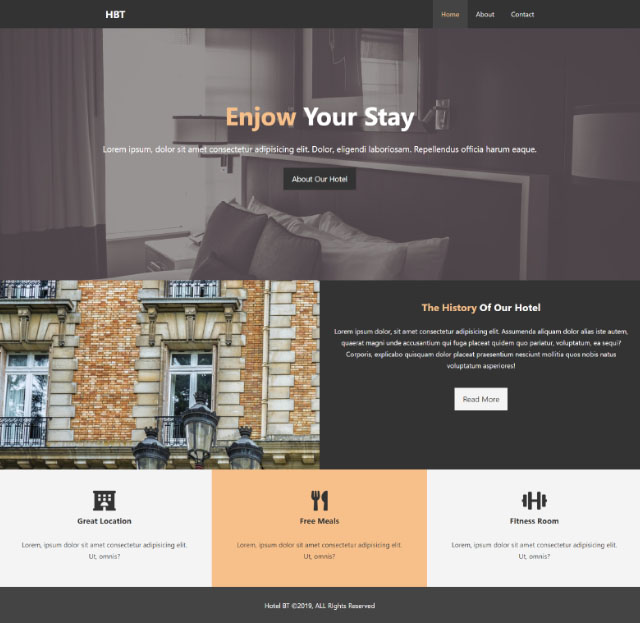 HBT
Home About Contact
Enjoy Your Stay
Lorem ipsum, dolor sit amet consectetur adipisicing elit. Dolor, eligendi laboriosam. Repellendus officia harum eaque.
About Our Hotel
The History Of Our Hotel
Lorem ipsum dolor, sit amet consectetur adipisicing elit. Assumenda aliquam dolor alias iste autem,
quaerat magni unde accusantium qui fuga placeat quidem quo pariatur, voluptatum, ea sequi?
Corporis, explicabo quisquam dolor placeat praesentium nesciunt mollitia quos nobis natus
voluptatum asperiores!
Read More
Great Location
Lorem, ipsum dolor sit amet consectetur adipisicing elit.
Ut, omnis?
Free Meals
Lorem, ipsum dolor sit amet consectetur adipisicing elit.
Ut, omnis?
Fitness Room
Lorem, ipsum dolor sit amet consectetur adipisicing elit.
Ut, omnis?
Hotel BT ©2019, ALL Rights Reserved